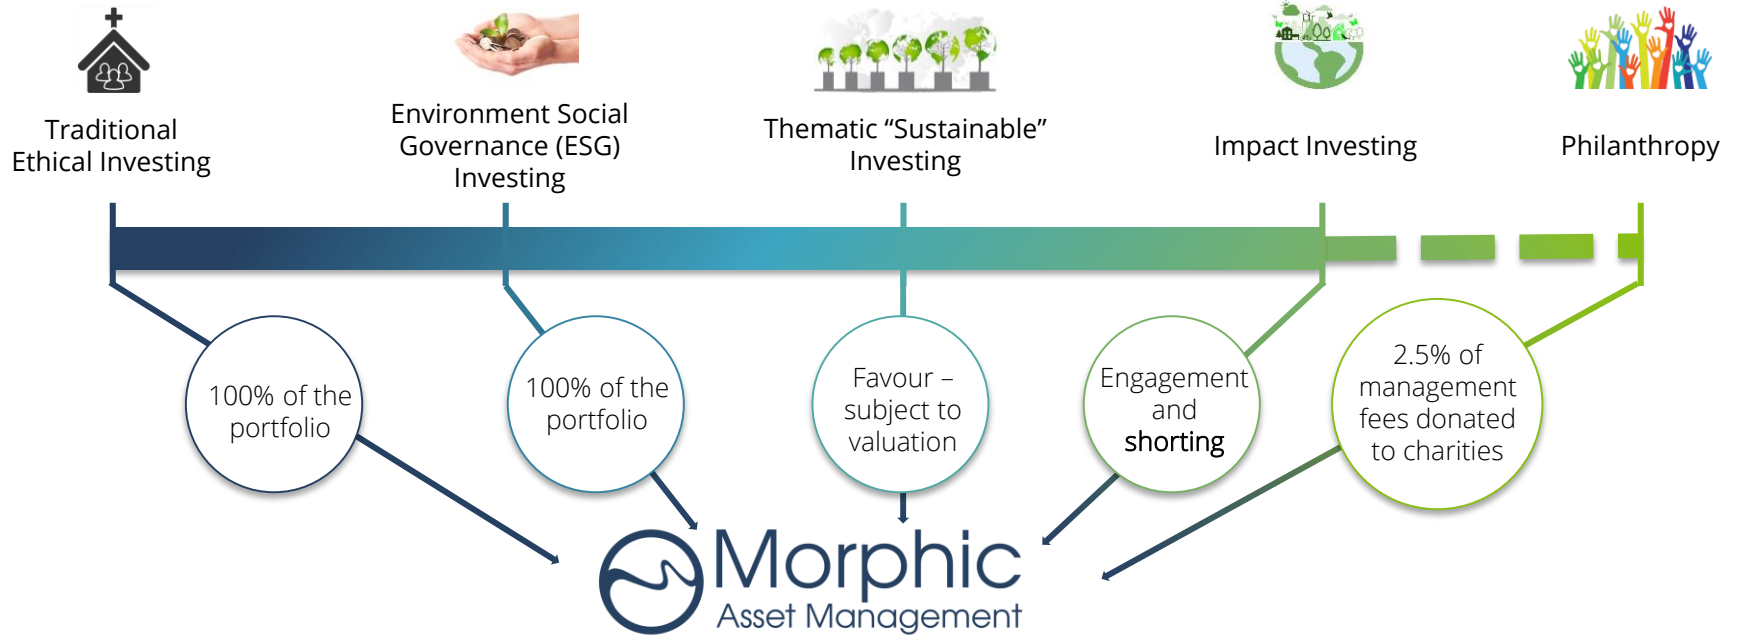 Traditional
Ethical Investing
Environment Social
Governance (ESG)
Investing
Thematic “Sustainable”
Investing
Impact Investing
Philanthropy
100% of the
portfolio
100% of the
portfolio
Favour –
subject to
valuation
Engagement
and
shorting
2.5% of
management
fees donated
to charities
Morphic
Asset Management